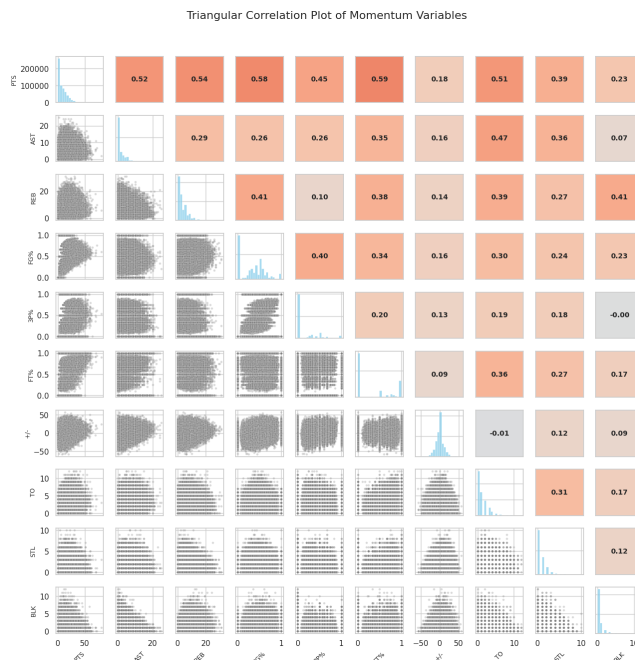 Triangular Correlation Plot of Momentum Variables
PTS 200000 100000 0 0.52 0.54 0.58 0.45 0.59 0.18 0.51 0.39 0.23
AST 20 10 0 0.29 0.26 0.26 0.35 0.16 0.47 0.36 0.07
REB 20 0 0.41 0.10 0.38 0.14 0.39 0.27 0.41
FG% 1.0 0.5 0.0 0.40 0.34 0.16 0.30 0.24 0.23
3P% 1.0 0.5 0.0 0.20 0.13 0.19 0.18 -0.00
FT% 1.0 0.5 0.0 0.09 0.36 0.27 0.17
+/- 50 0 −50 -0.01 0.12 0.09
TO 10 5 0 0.31 0.17
STL 10 5 0 0.12
BLK 10 5 0
0 50 0 20 0 20 0 1 0 1 0 1 −50 0 50 0 10 0 10 0 10
PTS AST REB G% P% T% +/- TO STL BLK